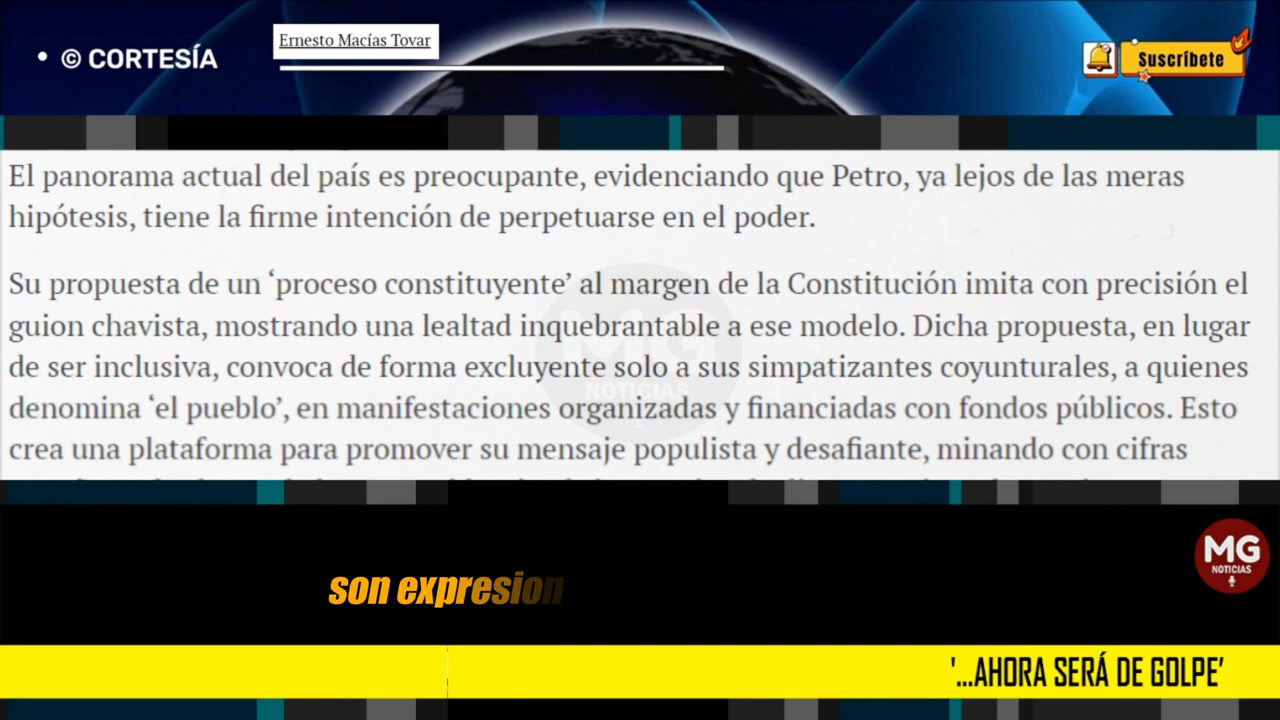 • © CORTESÍA
Ernesto Macías Tovar
Suscríbete
El panorama actual del país es preocupante, evidenciando que Petro, ya lejos de las meras
hipótesis, tiene la firme intención de perpetuarse en el poder.
Su propuesta de un ‘proceso constituyente’ al margen de la Constitución imita con precisión el
guion chavista, mostrando una lealtad inquebrantable a ese modelo. Dicha propuesta, en lugar
de ser inclusiva, convoca de forma excluyente solo a sus simpatizantes coyunturales, a quienes
denomina ‘el pueblo’, en manifestaciones organizadas y financiadas con fondos públicos. Esto
crea una plataforma para promover su mensaje populista y desafiante, minando con cifras
MG
NOTICIAS
son expresion
MG
NOTICIAS
'...AHORA SERÁ DE GOLPE'